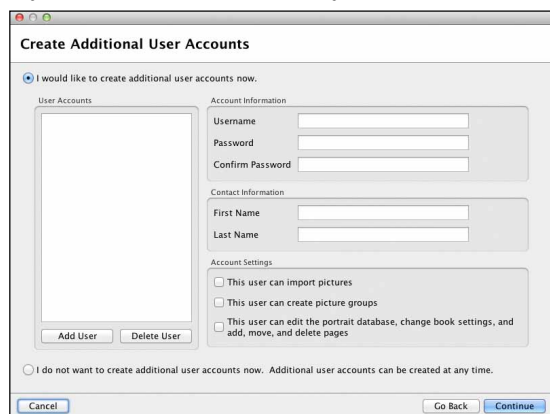 Create Additional User Accounts
I would like to create additional user accounts now.
User Accounts
Add User
Delete User
Account Information
Username
Password
Confirm Password
Contact Information
First Name
Last Name
Account Settings
This user can import pictures
This user can create picture groups
This user can edit the portrait database, change book settings, and
add, move, and delete pages
I do not want to create additional user accounts now. Additional user accounts can be created at any time.
Cancel
Go Back
Continue